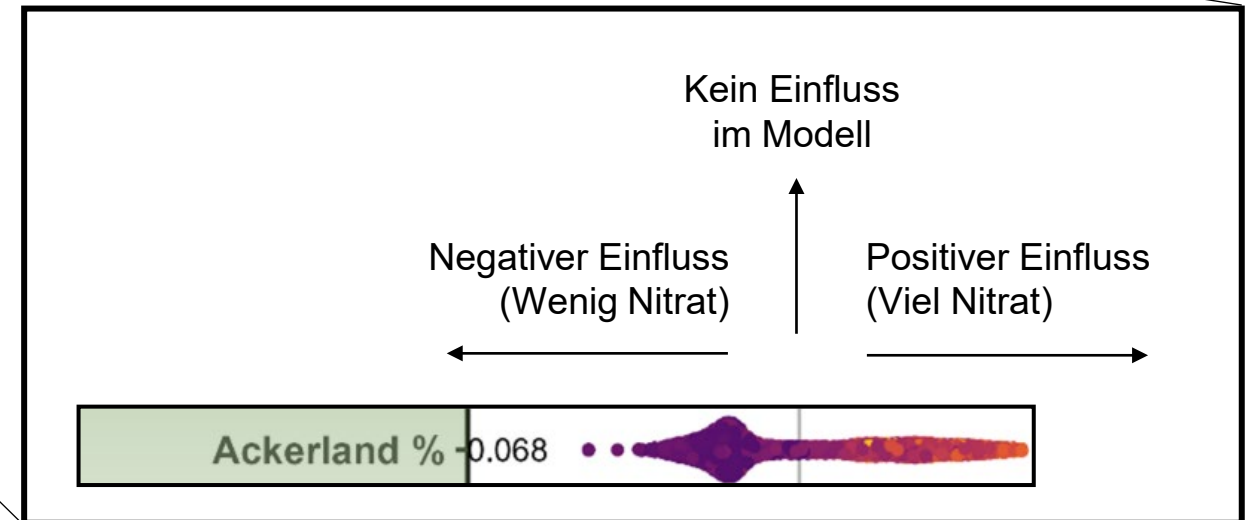 Kein Einfluss
im Modell
Negativer Einfluss
(Wenig Nitrat)
Positiver Einfluss
(Viel Nitrat)
Ackerland % -0.068